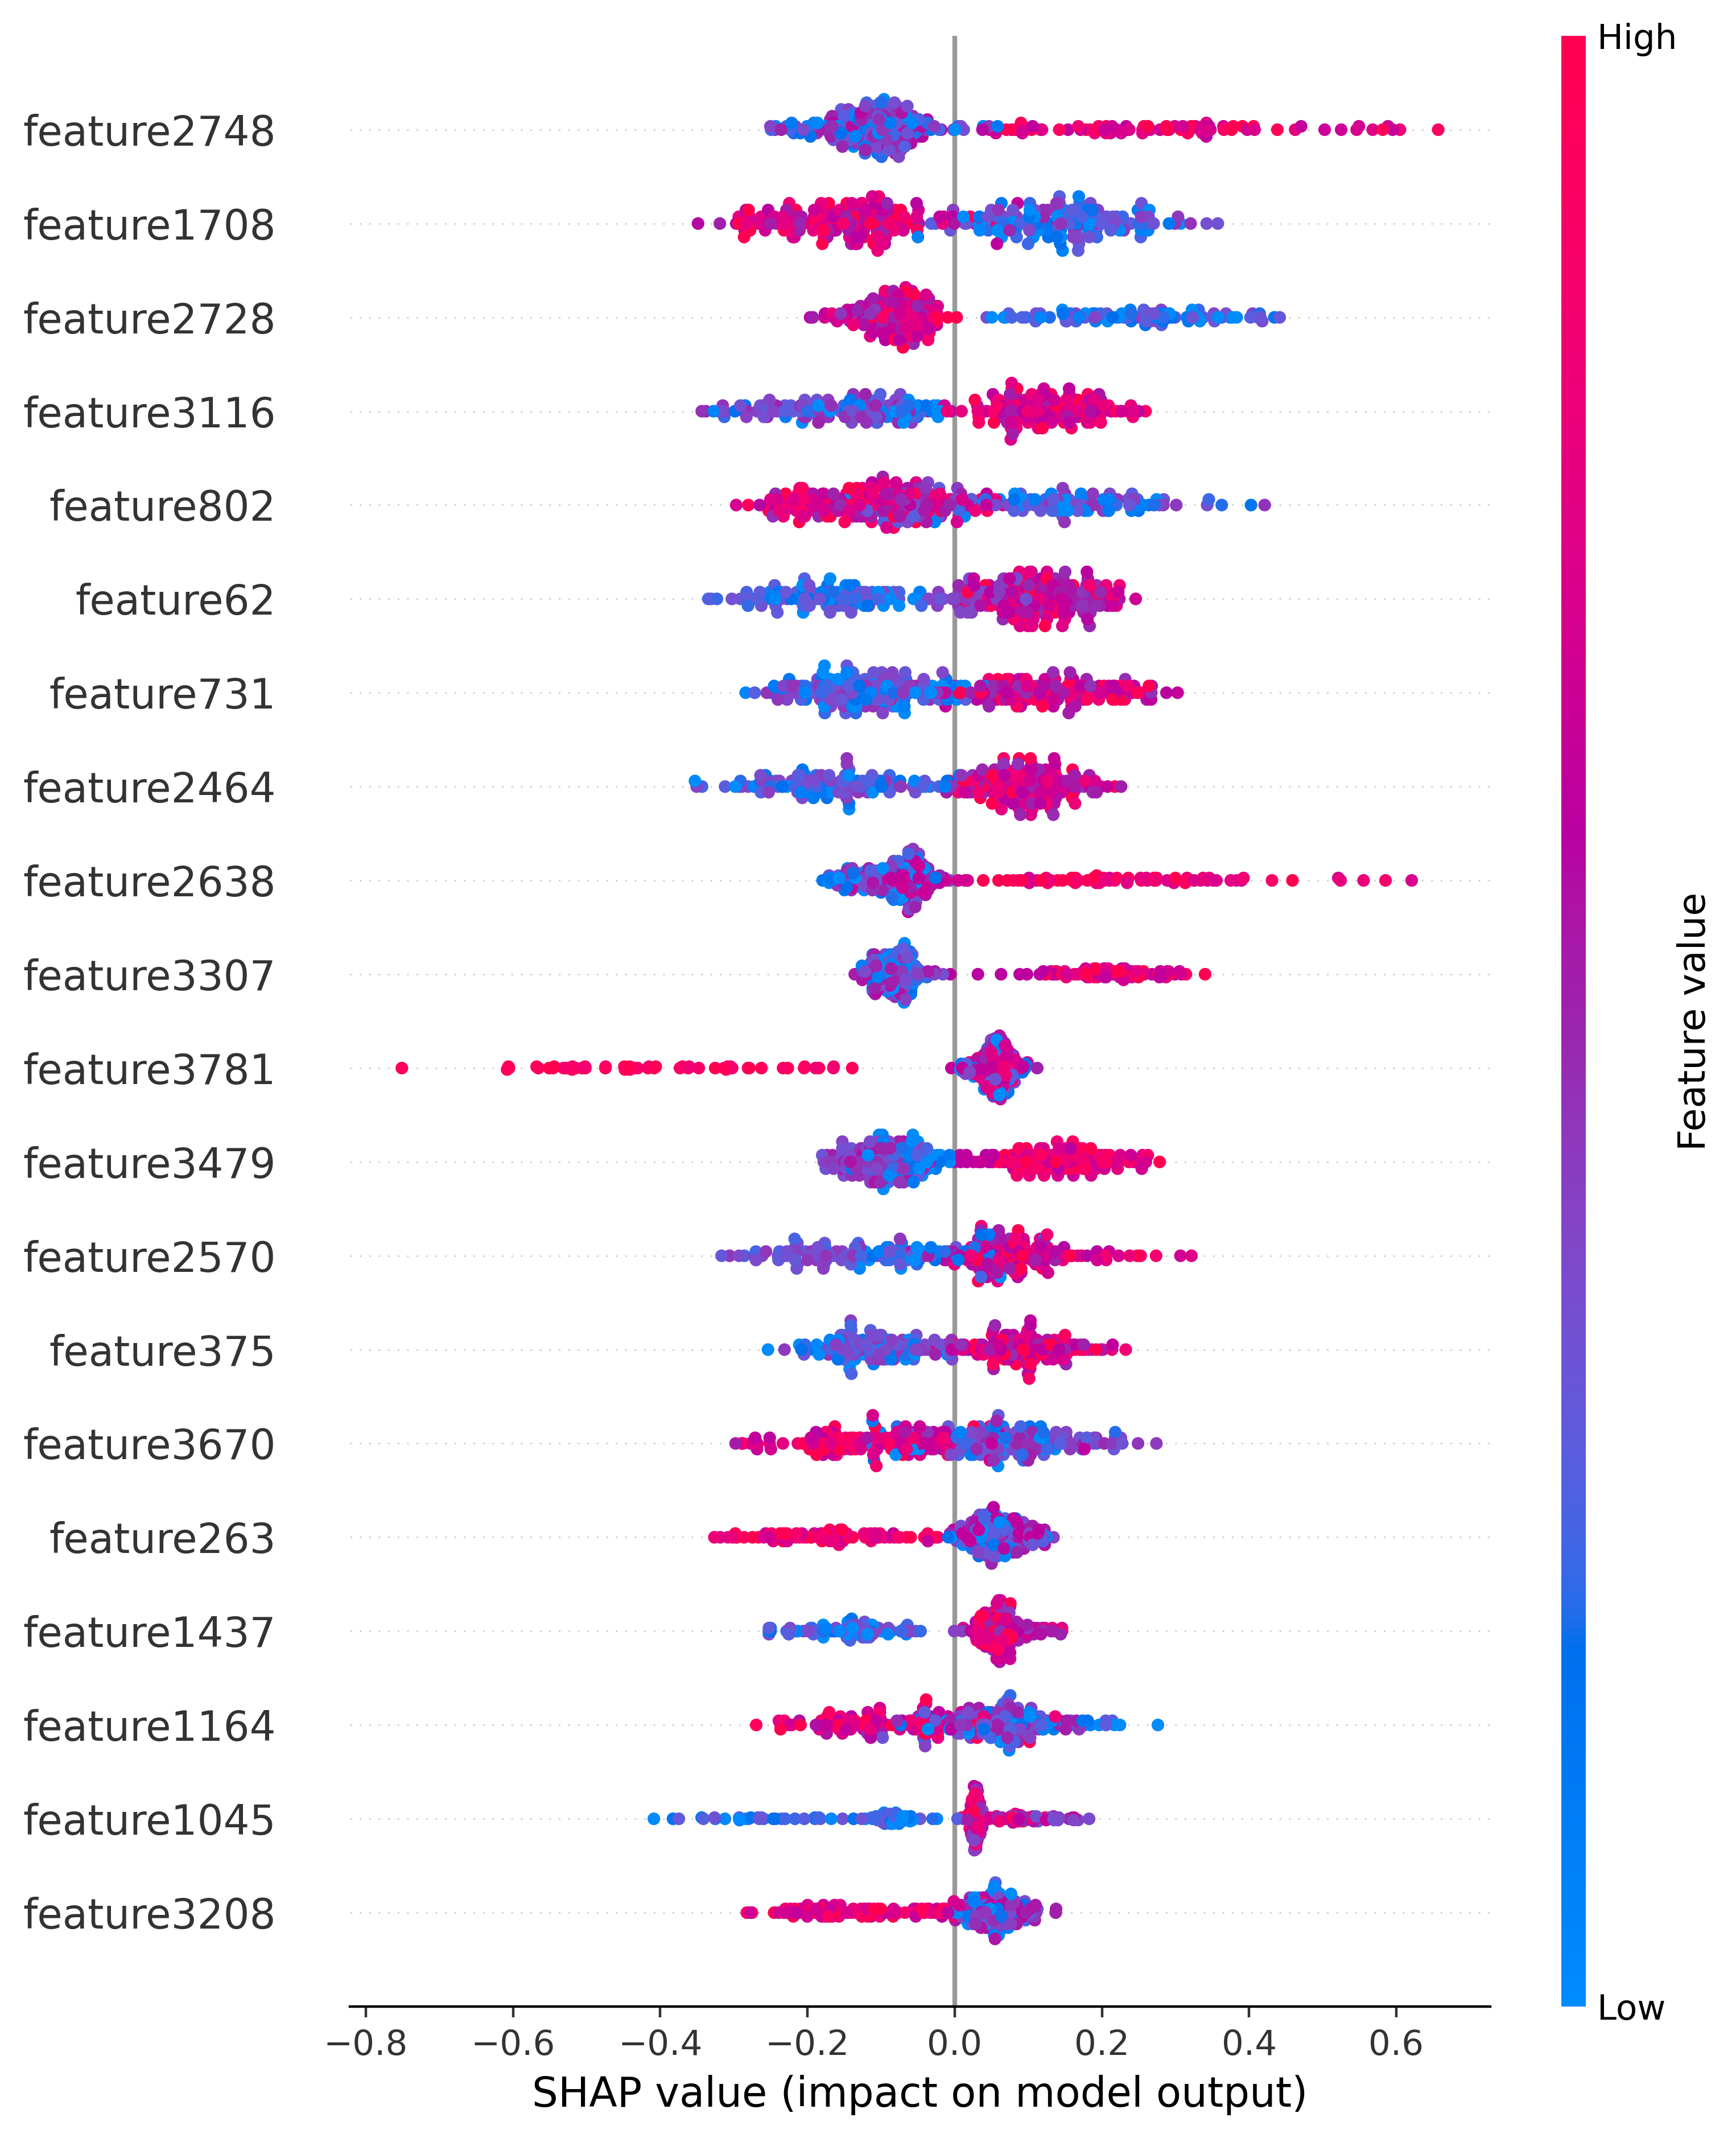 High
feature2748
feature1708
feature2728
feature3116
feature802
feature62
feature731
feature2464
feature2638
feature3307
feature3781
feature3479
feature2570
feature375
feature3670
feature263
feature1437
feature1164
feature1045
feature3208
Feature value
Low
−0.8 −0.6 −0.4 −0.2 0.0 0.2 0.4 0.6
SHAP value (impact on model output)